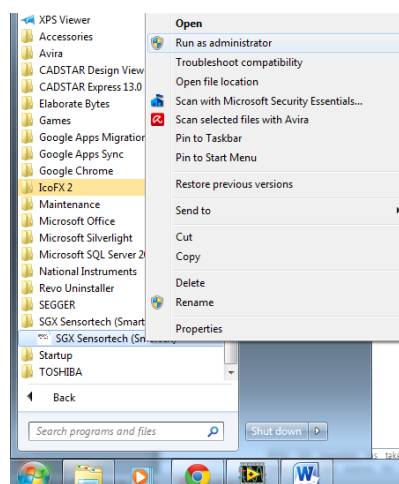 XPS Viewer
Accessories
Avira
CADSTAR Design View
CADSTAR Express 13.0
Elaborate Bytes
Games
Google Apps Migration
Google Apps Sync
Google Chrome
IcoFX 2
Maintenance
Microsoft Office
Microsoft Silverlight
Microsoft SQL Server 20
National Instruments
Revo Uninstaller
SEGGER
SGX Sensortech (Smart
SGX Sensortech (Smartech)
Startup
TOSHIBA
Back
Search programs and files
Shut down
Open
Run as administrator
Troubleshoot compatibility
Open file location
Scan with Microsoft Security Essentials...
Scan selected files with Avira
Pin to Taskbar
Pin to Start Menu
Restore previous versions
Send to
Cut
Copy
Delete
Rename
Properties